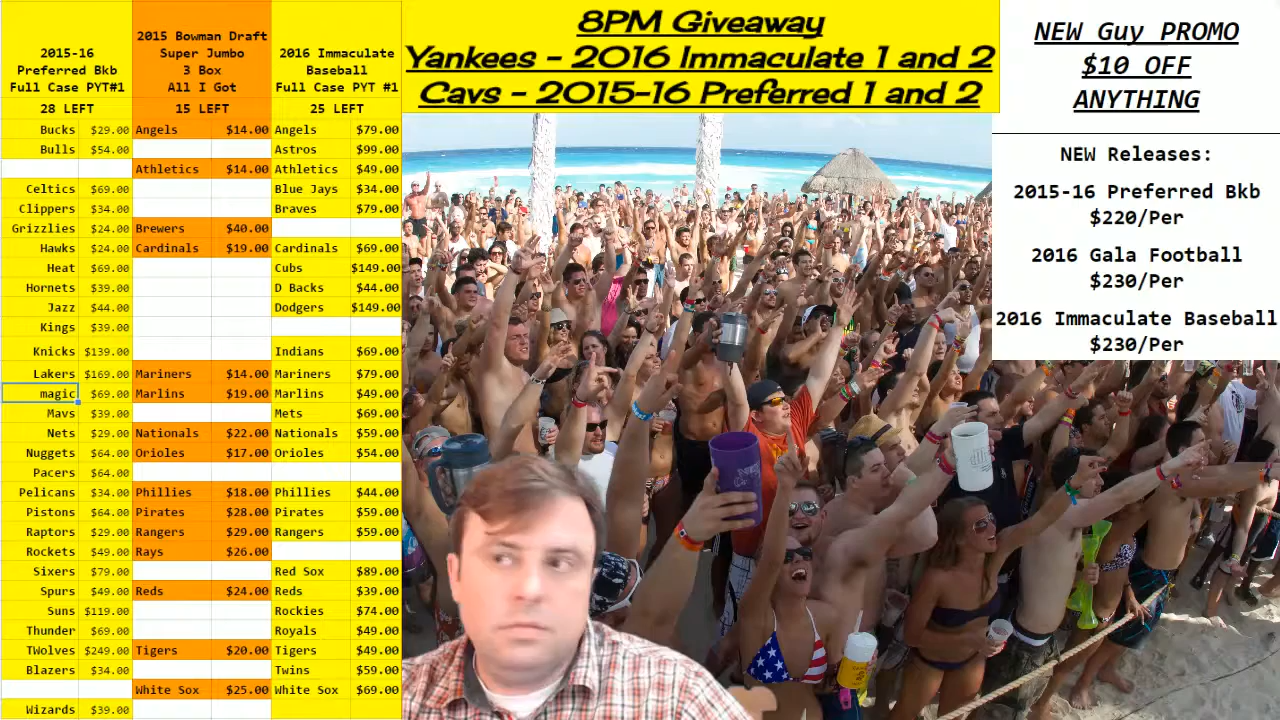 2015-16
Preferred Bkb
Full Case PYT#1
28 LEFT
2015 Bowman Draft
Super Jumbo
3 Box
All I Got
15 LEFT
2016 Immaculate
Baseball
Full Case PYT #1
25 LEFT
Bucks $29.00 Angels $14.00 Angels $79.00
Bulls $54.00 Astros $99.00
Athletics $14.00 Athletics $49.00
Celtics $69.00 Blue Jays $34.00
Clippers $34.00 Braves $79.00
Grizzlies $24.00 Brewers $40.00
Hawks $24.00 Cardinals $19.00 Cardinals $69.00
Heat $69.00 Cubs $149.00
Hornets $39.00 D Backs $44.00
Jazz $44.00 Dodgers $149.00
Kings $39.00
Knicks $139.00 Indians $69.00
Lakers $169.00 Mariners $14.00 Mariners $79.00
magic $69.00 Marlins $19.00 Marlins $49.00
Mavs $39.00 Mets $69.00
Nets $29.00 Nationals $22.00 Nationals $59.00
Nuggets $64.00 Orioles $17.00 Orioles $54.00
Pacers $64.00
Pelicans $34.00 Phillies $18.00 Phillies $44.00
Pistons $64.00 Pirates $28.00 Pirates $59.00
Raptors $29.00 Rangers $29.00 Rangers $59.00
Rockets $49.00 Rays $26.00
Sixers $79.00 Red Sox $89.00
Spurs $49.00 Reds $24.00 Reds $39.00
Suns $119.00 Rockies $74.00
Thunder $69.00 Royals $49.00
TWolves $249.00 Tigers $20.00 Tigers $49.00
Blazers $34.00 Twins $59.00
White Sox $25.00 White Sox $69.00
Wizards $39.00
8PM Giveaway
Yankees - 2016 Immaculate 1 and 2
Cavs - 2015-16 Preferred 1 and 2
NEW Guy PROMO
$10 OFF
ANYTHING
NEW Releases:
2015-16 Preferred Bkb
$220/Per
2016 Gala Football
$230/Per
2016 Immaculate Baseball
$230/Per